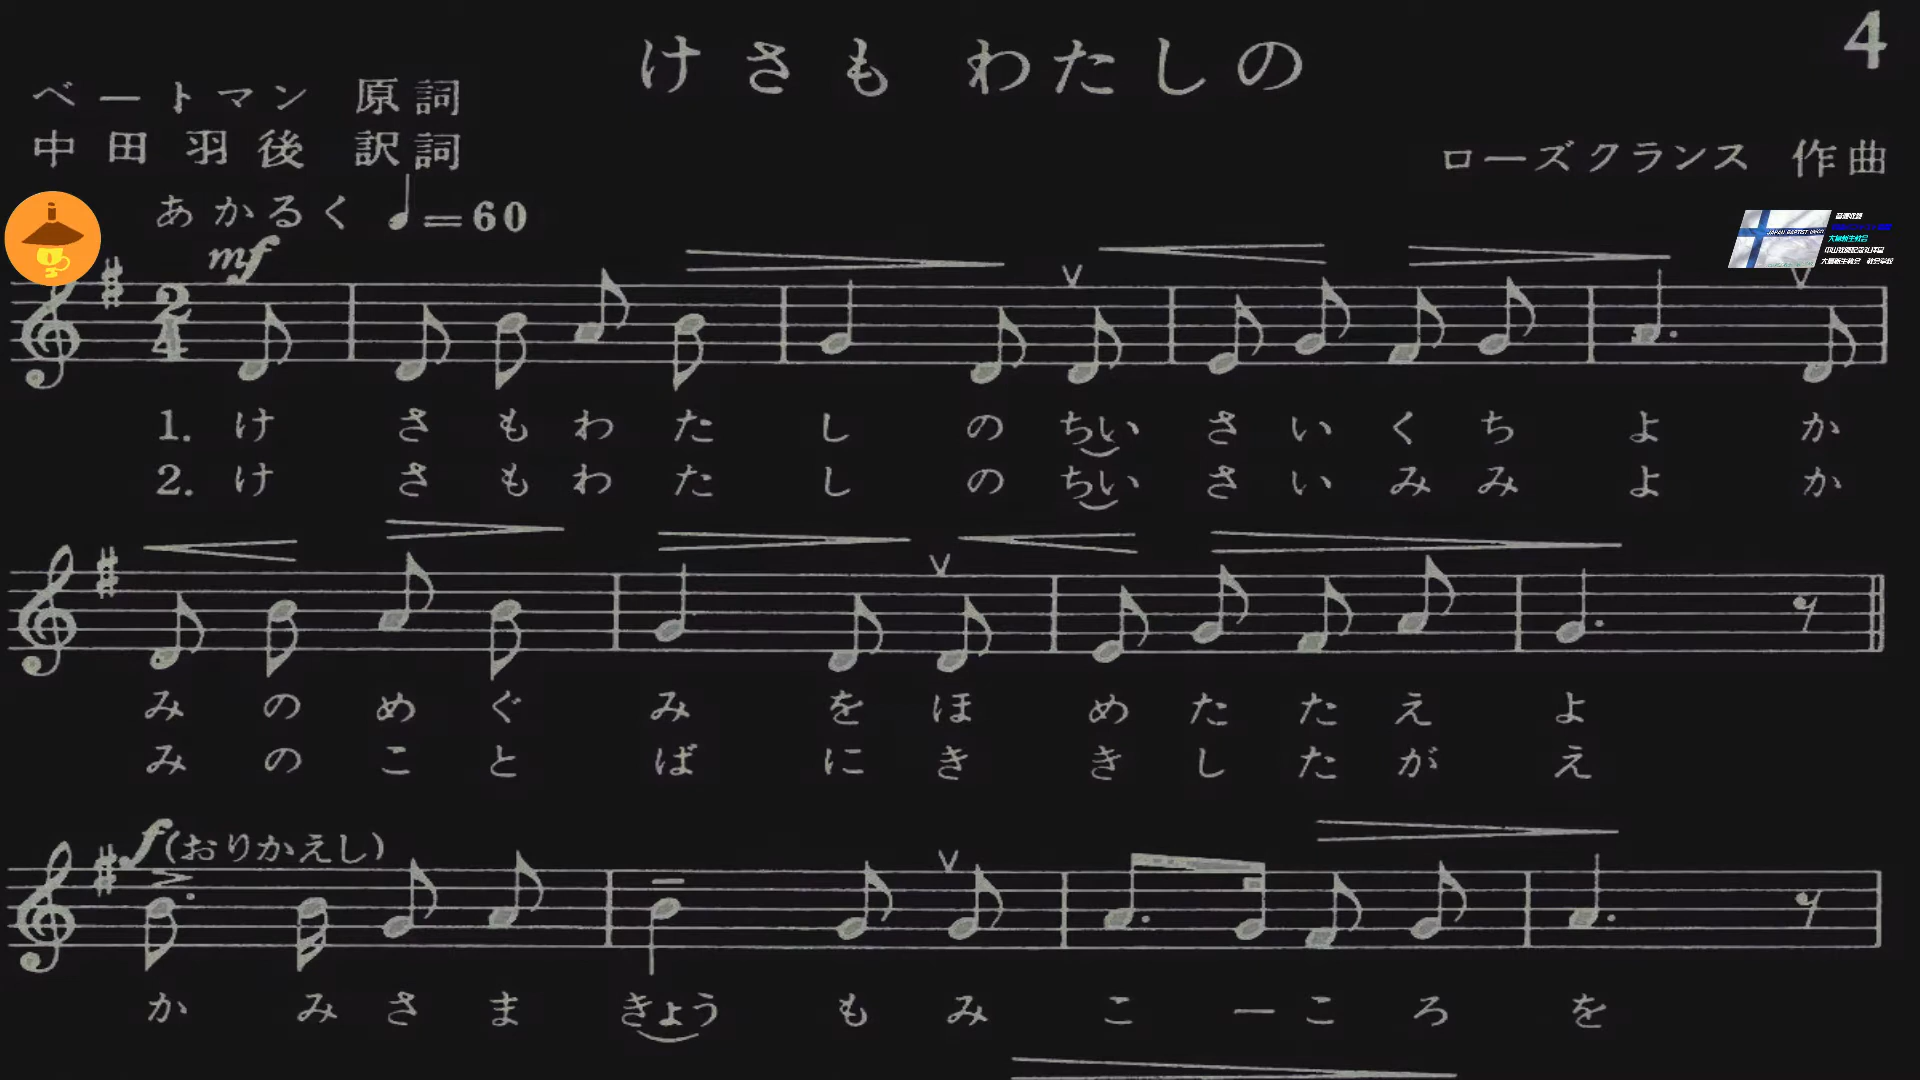 4
けさも わたしの
ベートマン 原詞
中田羽後 訳詞
ローズクランス 作曲
あかるく ♩=60
mf
2
4
1. け さ も わ た し の ちい さ い く ち よ か
2. け さ も わ た し の ちい さ い み み よ か
み の め ぐ み を ほ め た た え よ
み の こ と ば に き き し た が え
f (おりかえし)
か み さ ま きょう も み こ ー こ ろ を